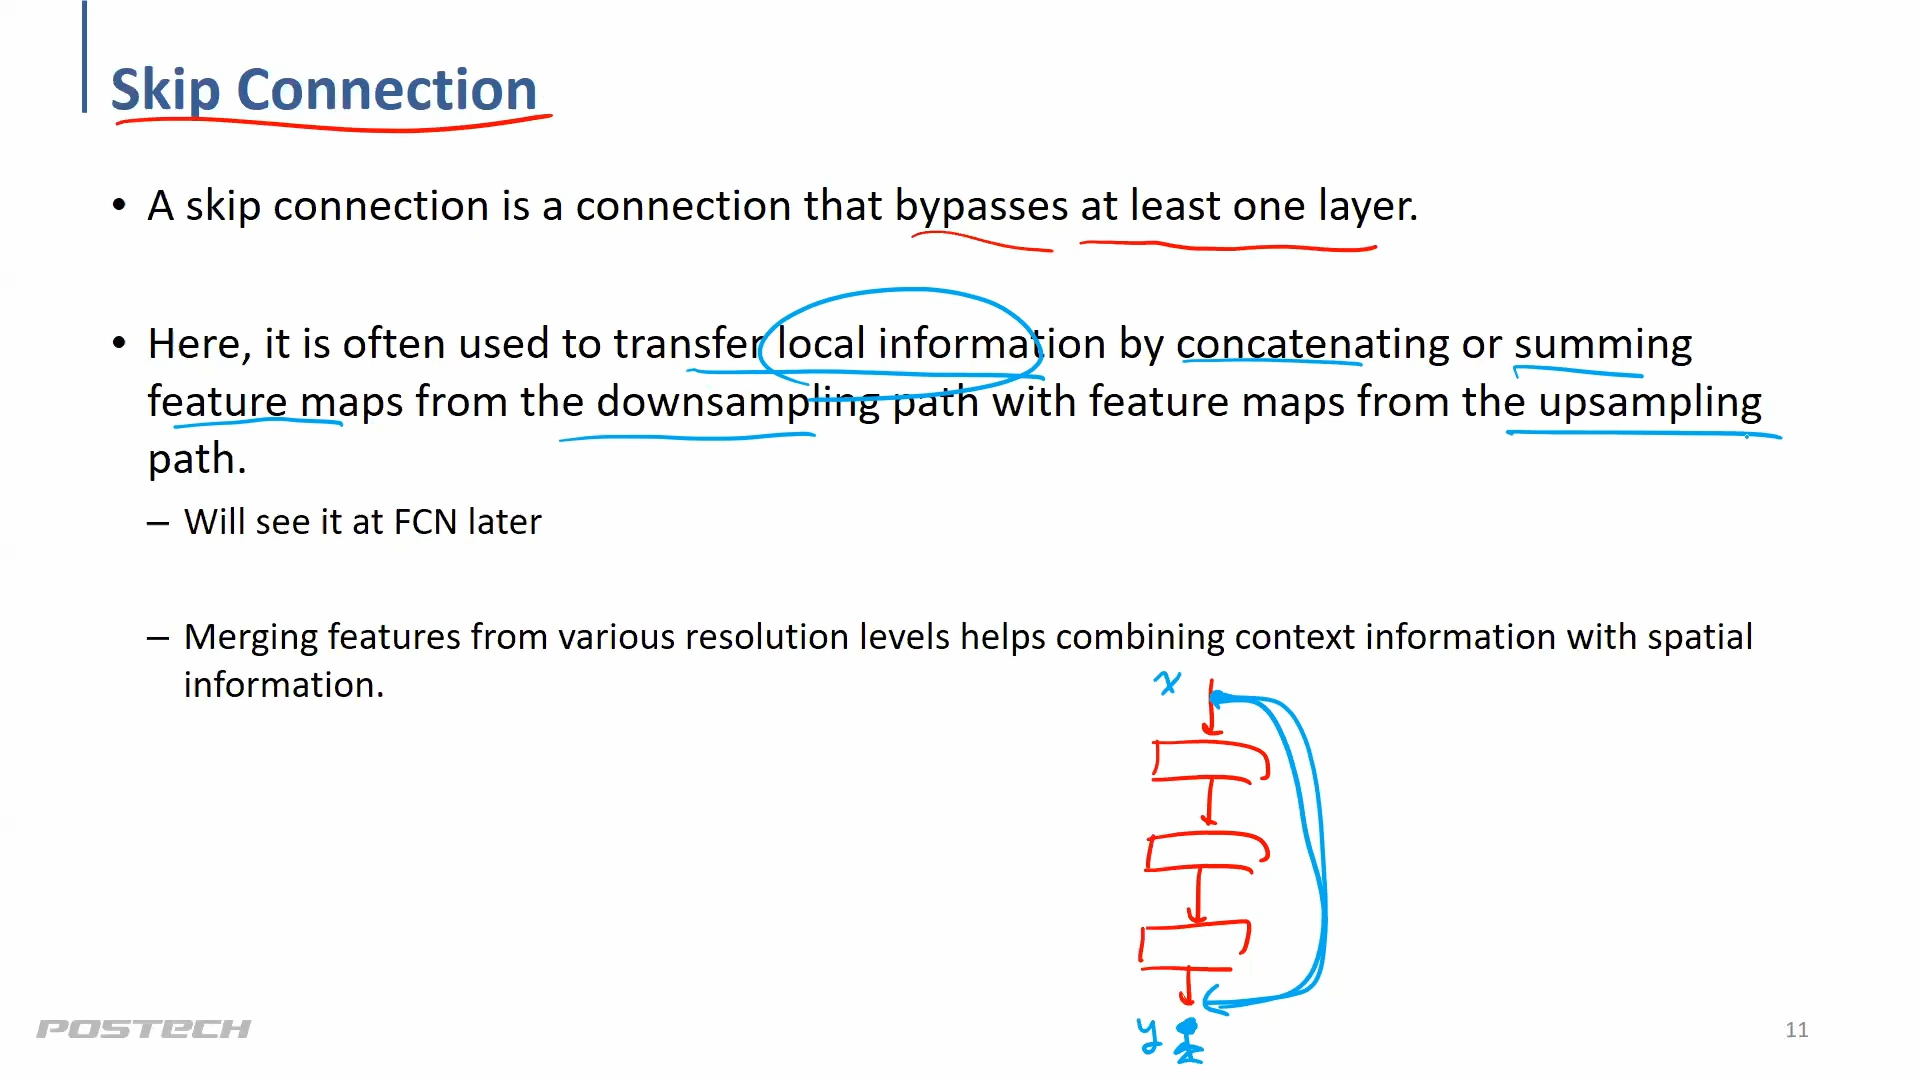 Skip Connection
• A skip connection is a connection that bypasses at least one layer.
• Here, it is often used to transfer local information by concatenating or summing
feature maps from the downsampling path with feature maps from the upsampling
path.
– Will see it at FCN later
– Merging features from various resolution levels helps combining context information with spatial
information.
x
y
POSTECH
11